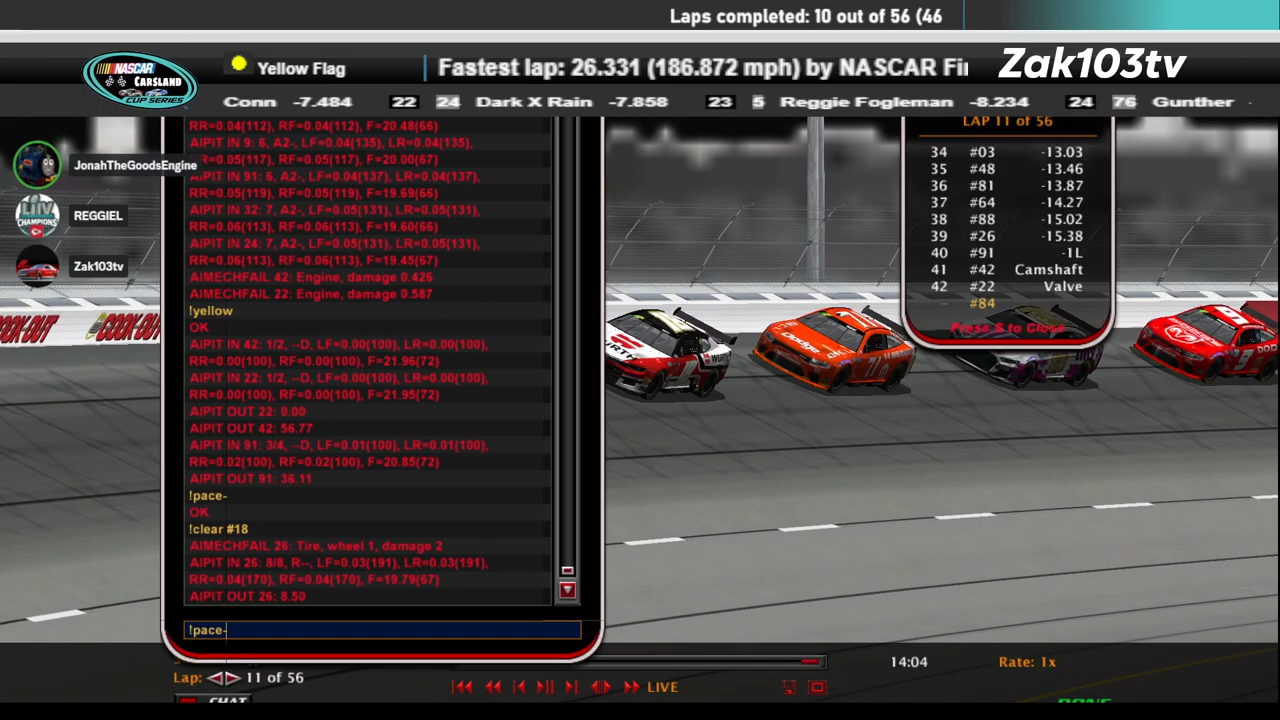 Laps completed: 10 out of 56 (46
NASCAR
CARSLAND
CUP SERIES
Yellow Flag
Fastest lap: 26.331 (186.872 mph) by NASCAR Fir
Zak103tv
Conn -7.484 22 24 Dark X Rain -7.858 23 5 Reggie Fogleman -8.234 24 76 Gunther -
JonahTheGoodsEngine
REGGIEL
Zak103tv
RR=0.04(112), RF=0.04(112), F=20.48(66)
AIPIT IN 9: 6, A2-, LF=0.04(135), LR=0.04(135),
RR=0.05(117), RF=0.05(117), F=20.00(67)
AIPIT IN 91: 6, A2-, LF=0.04(137), LR=0.04(137),
RR=0.05(119), RF=0.05(119), F=19.69(66)
AIPIT IN 32: 7, A2-, LF=0.05(131), LR=0.05(131),
RR=0.06(113), RF=0.06(113), F=19.60(66)
AIPIT IN 24: 7, A2-, LF=0.05(131), LR=0.05(131),
RR=0.06(113), RF=0.06(113), F=19.45(67)
AIMECHFAIL 42: Engine, damage 0.426
AIMECHFAIL 22: Engine, damage 0.587
!yellow
OK
AIPIT IN 42: 1/2, --D, LF=0.00(100), LR=0.00(100),
RR=0.00(100), RF=0.00(100), F=21.96(72)
AIPIT IN 22: 1/2, --D, LF=0.00(100), LR=0.00(100),
RR=0.00(100), RF=0.00(100), F=21.95(72)
AIPIT OUT 22: 0.00
AIPIT OUT 42: 56.77
AIPIT IN 91: 3/4, --D, LF=0.01(100), LR=0.01(100),
RR=0.02(100), RF=0.02(100), F=20.85(72)
AIPIT OUT 91: 36.11
!pace-
OK
!clear #18
AIMECHFAIL 26: Tire, wheel 1, damage 2
AIPIT IN 26: 8/8, R--, LF=0.03(191), LR=0.03(191),
RR=0.04(170), RF=0.04(170), F=19.79(67)
AIPIT OUT 26: 8.50
!pace-
LAP 11 of 56
34 #03 -13.03
35 #48 -13.46
36 #81 -13.87
37 #64 -14.27
38 #88 -15.02
39 #26 -15.38
40 #91 -1L
41 #42 Camshaft
42 #22 Valve
-- #84
Press S to Close
COOK OUT
Lap: 11 of 56
LIVE
14:04
Rate: 1x
CHAT
DONE